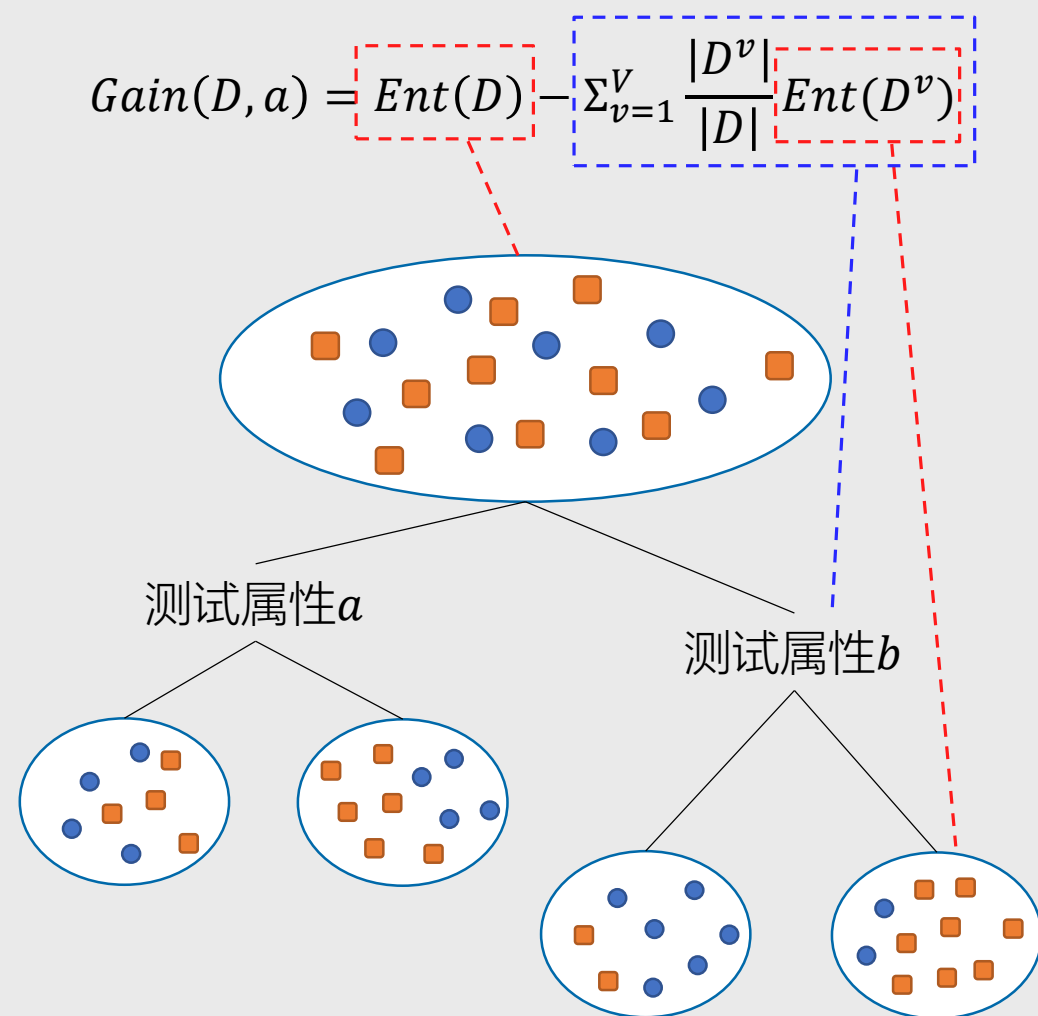 Gain(D, a) = Ent(D) − Σ_{v=1}^{V} |D^v|/|D| Ent(D^v)
测试属性a
测试属性b